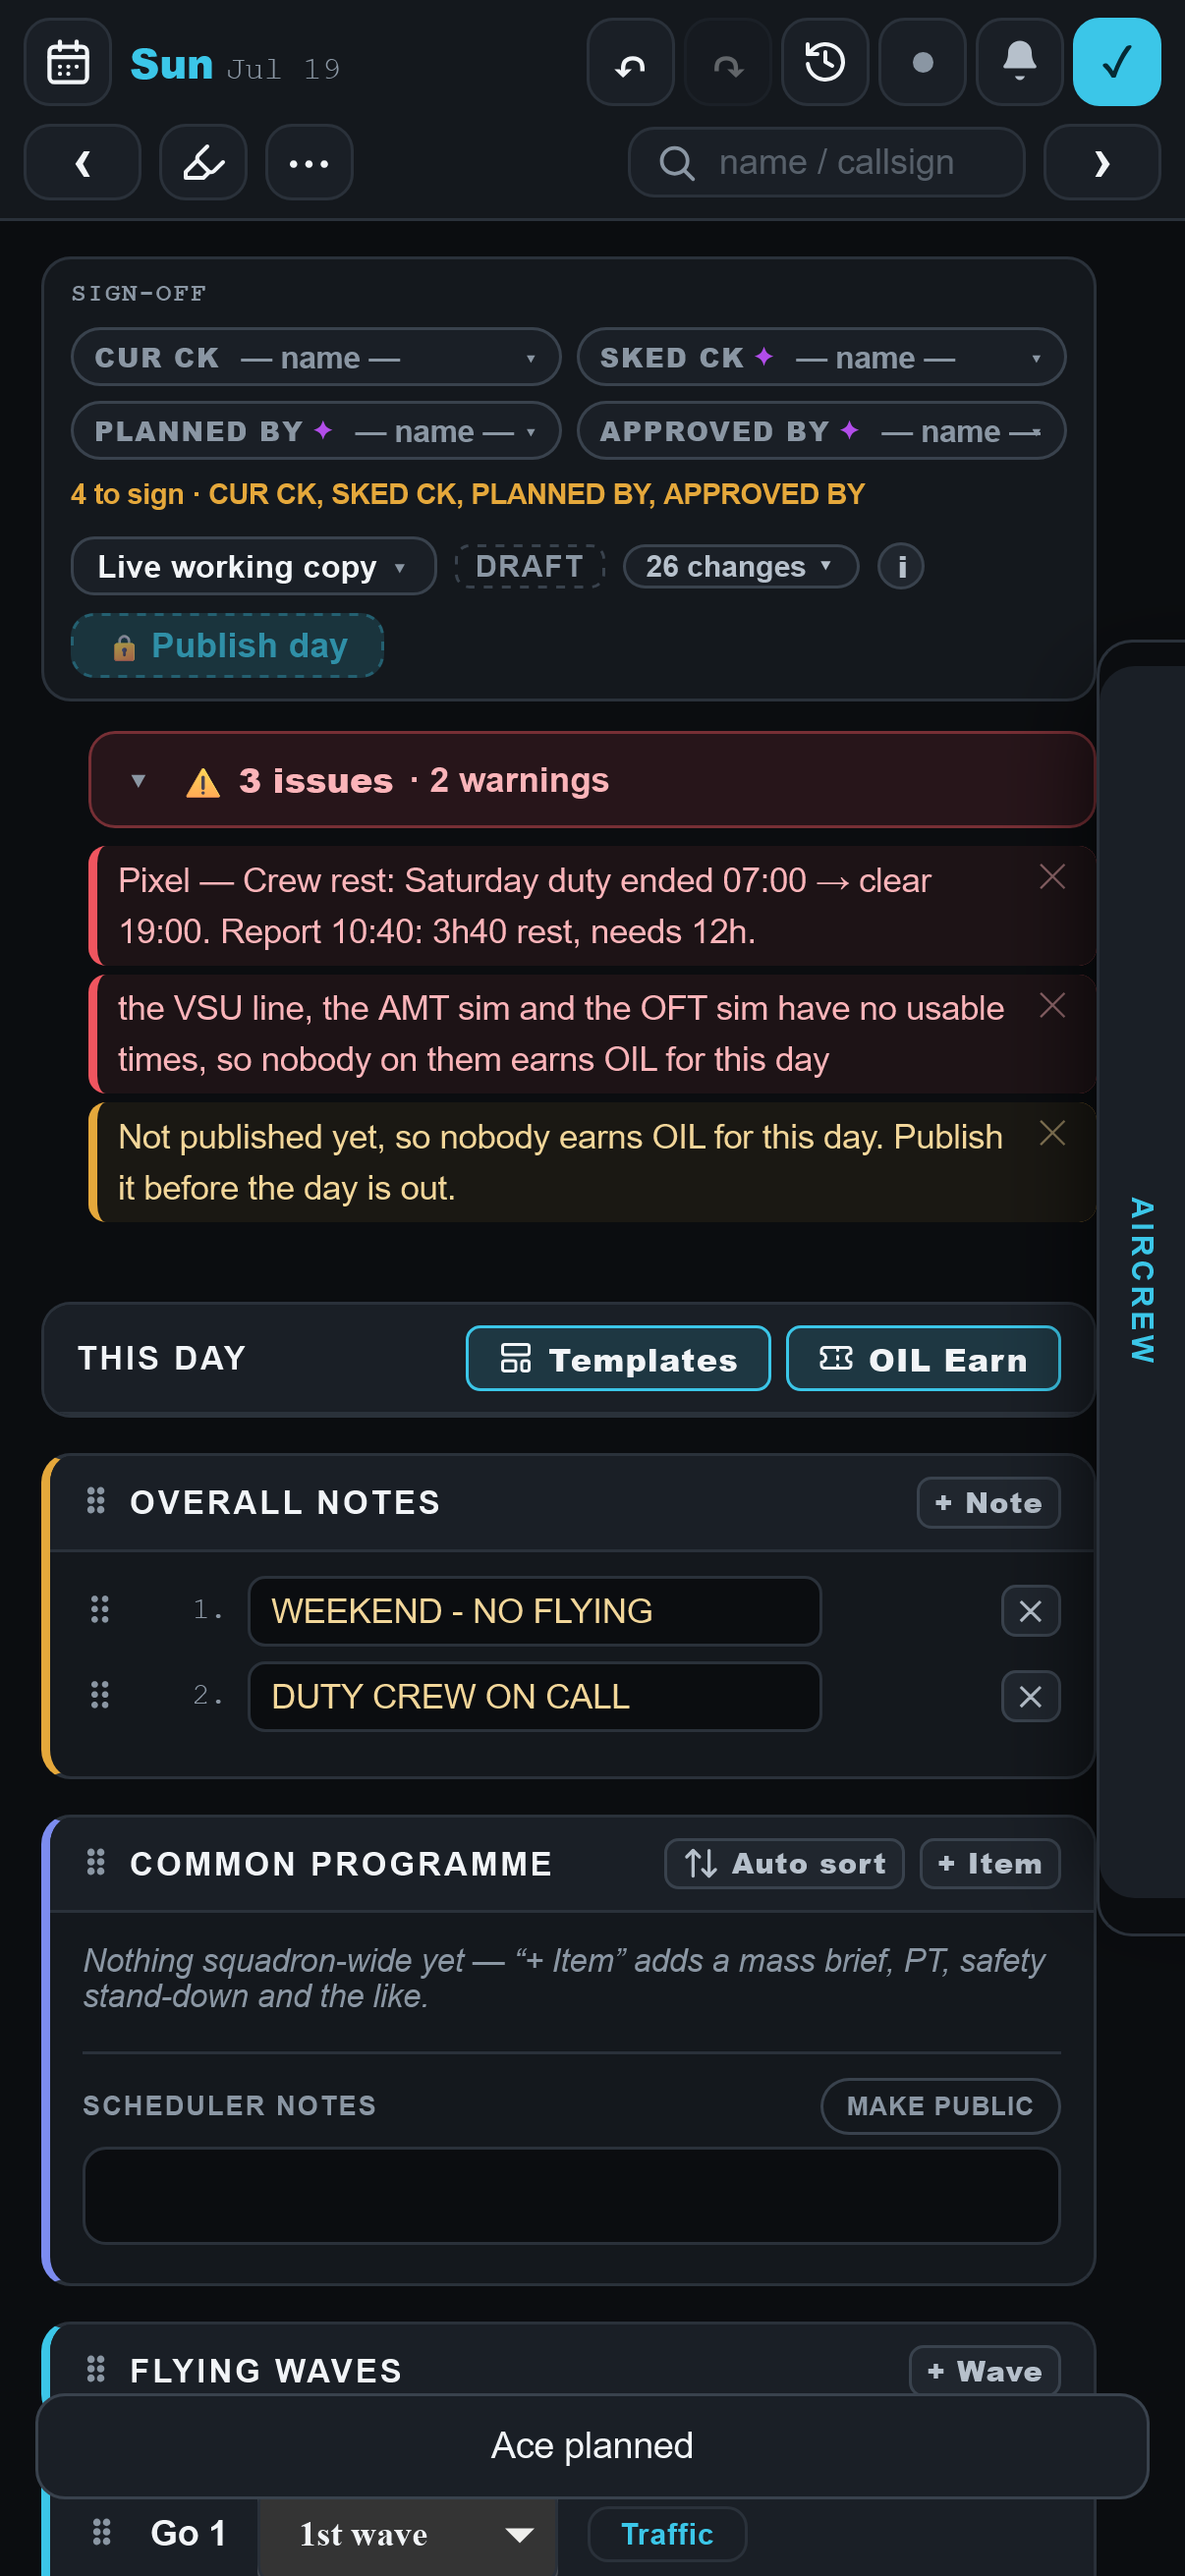 Sun Jul 19
name / callsign
SIGN-OFF
CUR CK — name —
SKED CK ✦ — name —
PLANNED BY ✦ — name —
APPROVED BY ✦ — name —
4 to sign · CUR CK, SKED CK, PLANNED BY, APPROVED BY
Live working copy
DRAFT
26 changes
i
Publish day
3 issues · 2 warnings
Pixel — Crew rest: Saturday duty ended 07:00 → clear
19:00. Report 10:40: 3h40 rest, needs 12h.
the VSU line, the AMT sim and the OFT sim have no usable
times, so nobody on them earns OIL for this day
Not published yet, so nobody earns OIL for this day. Publish
it before the day is out.
AIRCREW
THIS DAY
Templates
OIL Earn
OVERALL NOTES
+ Note
1. WEEKEND - NO FLYING
2. DUTY CREW ON CALL
COMMON PROGRAMME
Auto sort
+ Item
Nothing squadron-wide yet — “+ Item” adds a mass brief, PT, safety
stand-down and the like.
SCHEDULER NOTES
MAKE PUBLIC
FLYING WAVES
+ Wave
Ace planned
Go 1
1st wave
Traffic